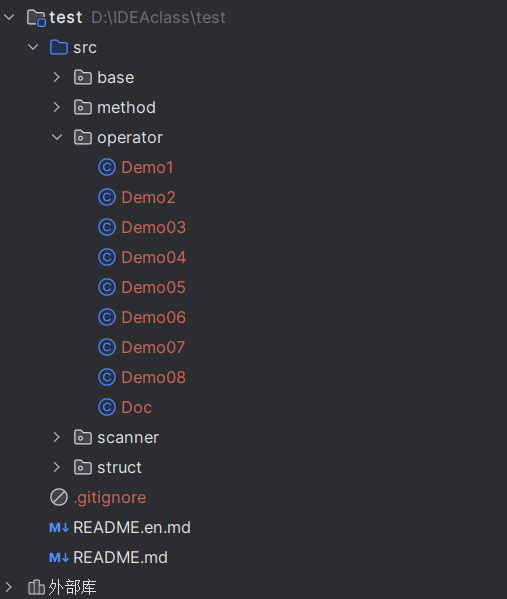 test D:\IDEAclass\test
src
base
method
operator
Demo1
Demo2
Demo03
Demo04
Demo05
Demo06
Demo07
Demo08
Doc
scanner
struct
.gitignore
M↓ README.en.md
M↓ README.md
外部库